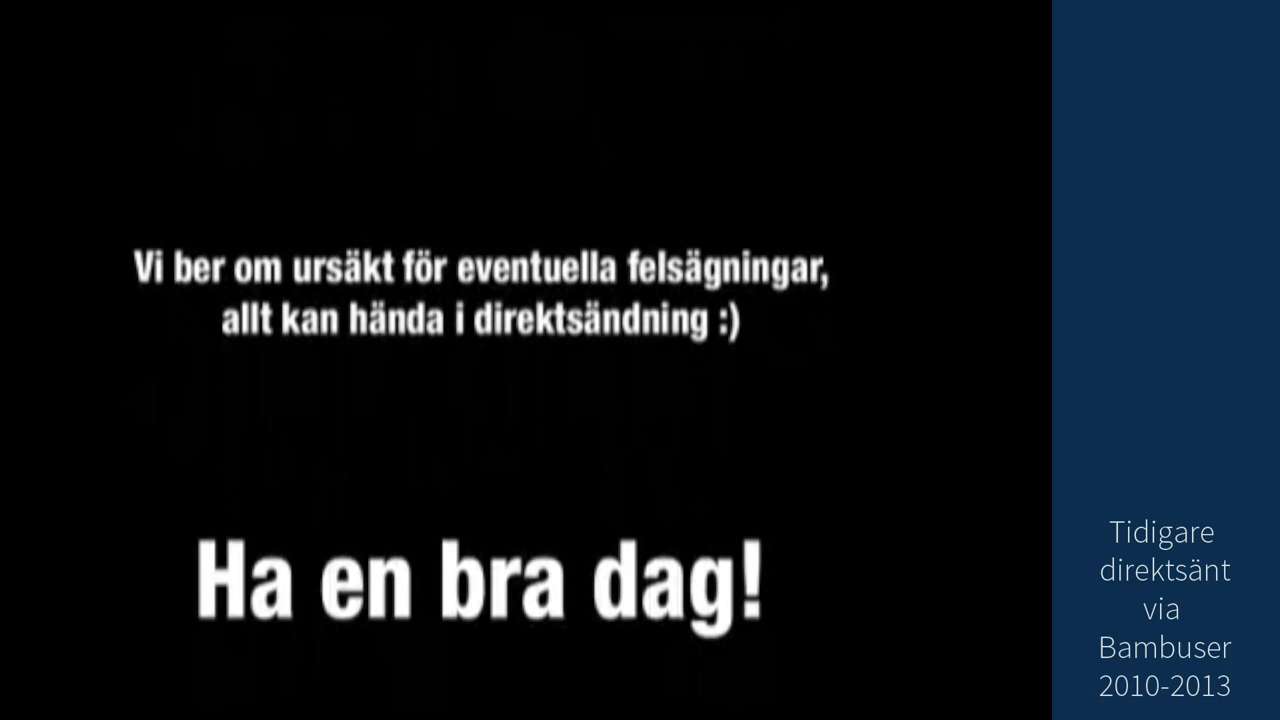 Vi ber om ursäkt för eventuella felsägningar,
allt kan hända i direktsändning :)
Ha en bra dag!
Tidigare
direktsänt
via
Bambuser
2010-2013